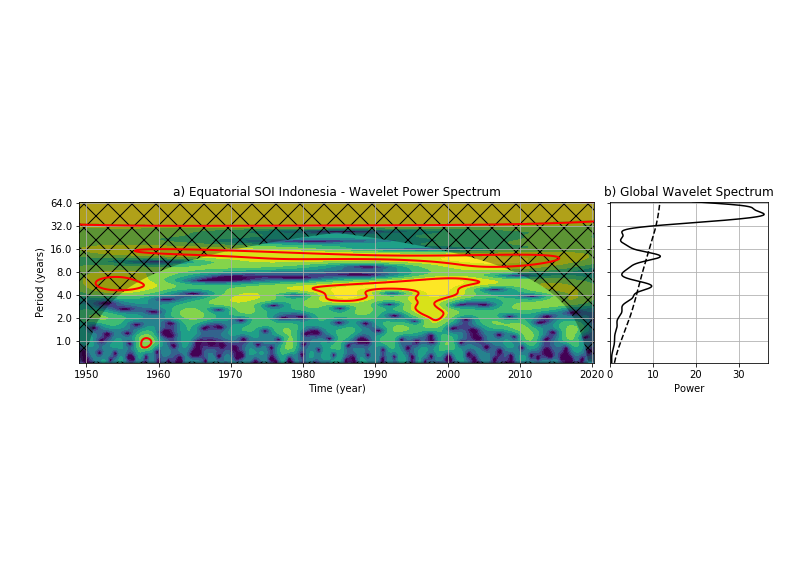 a) Equatorial SOI Indonesia - Wavelet Power Spectrum
b) Global Wavelet Spectrum
64.0
32.0
16.0
8.0
4.0
2.0
1.0
Period (years)
1950 1960 1970 1980 1990 2000 2010 2020
Time (year)
0 10 20 30
Power